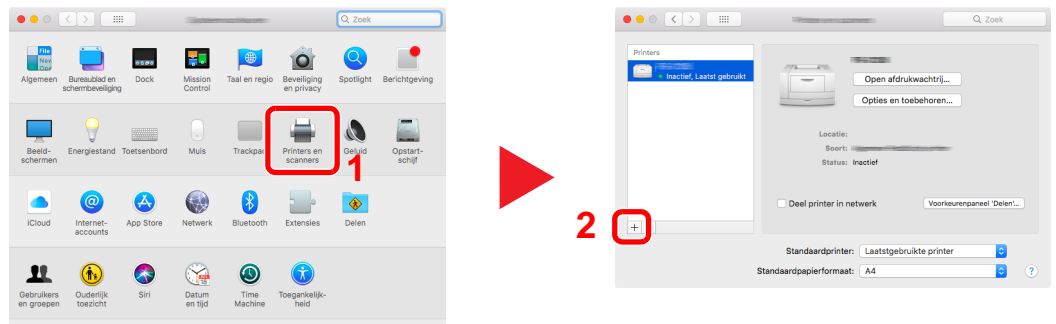 Zoek
File
Algemeen
Bureaublad en
schermbeveiliging
Dock
Mission
Control
Taal en regio
Beveiliging
en privacy
Spotlight
Berichtgeving
Beeld-
schermen
Energiestand
Toetsenbord
Muis
Trackpad
Printers en
scanners
Geluid
Opstart-
schijf
1
iCloud
Internet-
accounts
App Store
Netwerk
Bluetooth
Extensies
Delen
Gebruikers
en groepen
Ouderlijk
toezicht
Siri
Datum
en tijd
Time
Machine
Toegankelijk-
heid
Zoek
Printers
Inactief, Laatst gebruikt
Open afdrukwachtrij...
Opties en toebehoren...
Locatie:
Soort:
Status: Inactief
Deel printer in netwerk
Voorkeurenpaneel 'Delen'...
2
+
Standaardprinter: Laatstgebruikte printer
Standaardpapierformaat: A4
?